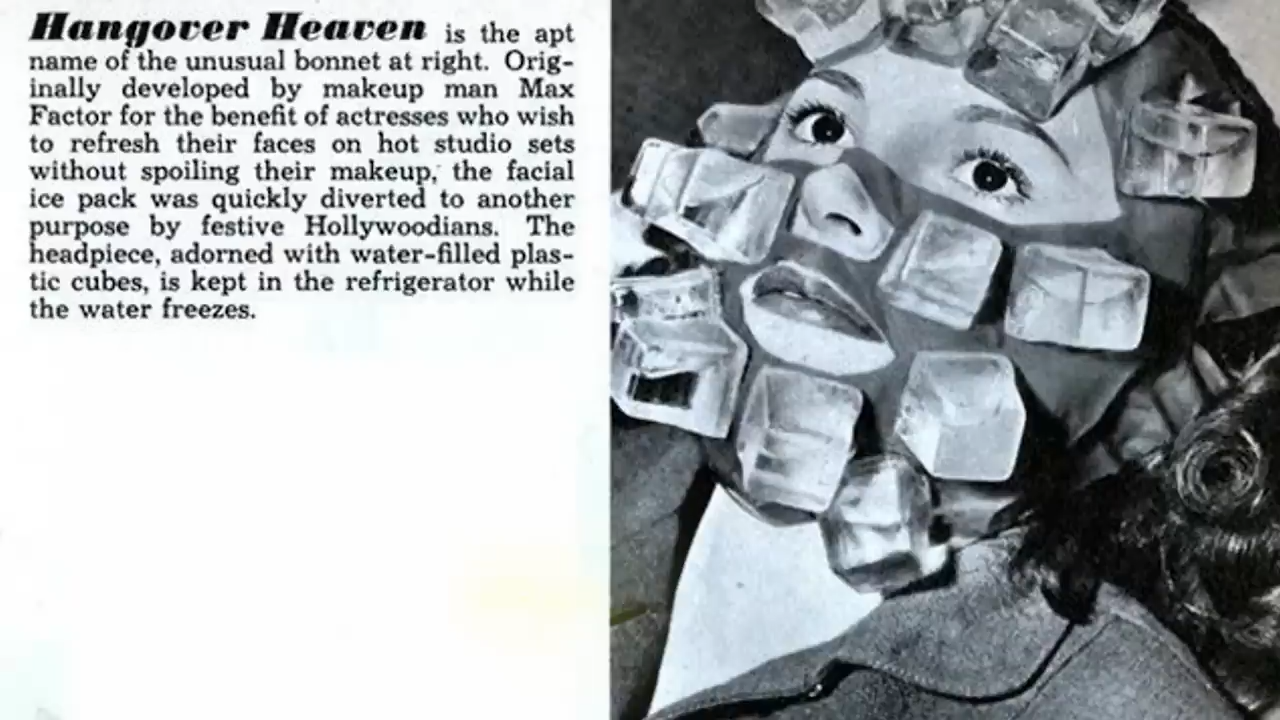 Hangover Heaven is the apt
name of the unusual bonnet at right. Orig-
inally developed by makeup man Max
Factor for the benefit of actresses who wish
to refresh their faces on hot studio sets
without spoiling their makeup, the facial
ice pack was quickly diverted to another
purpose by festive Hollywoodians. The
headpiece, adorned with water-filled plas-
tic cubes, is kept in the refrigerator while
the water freezes.